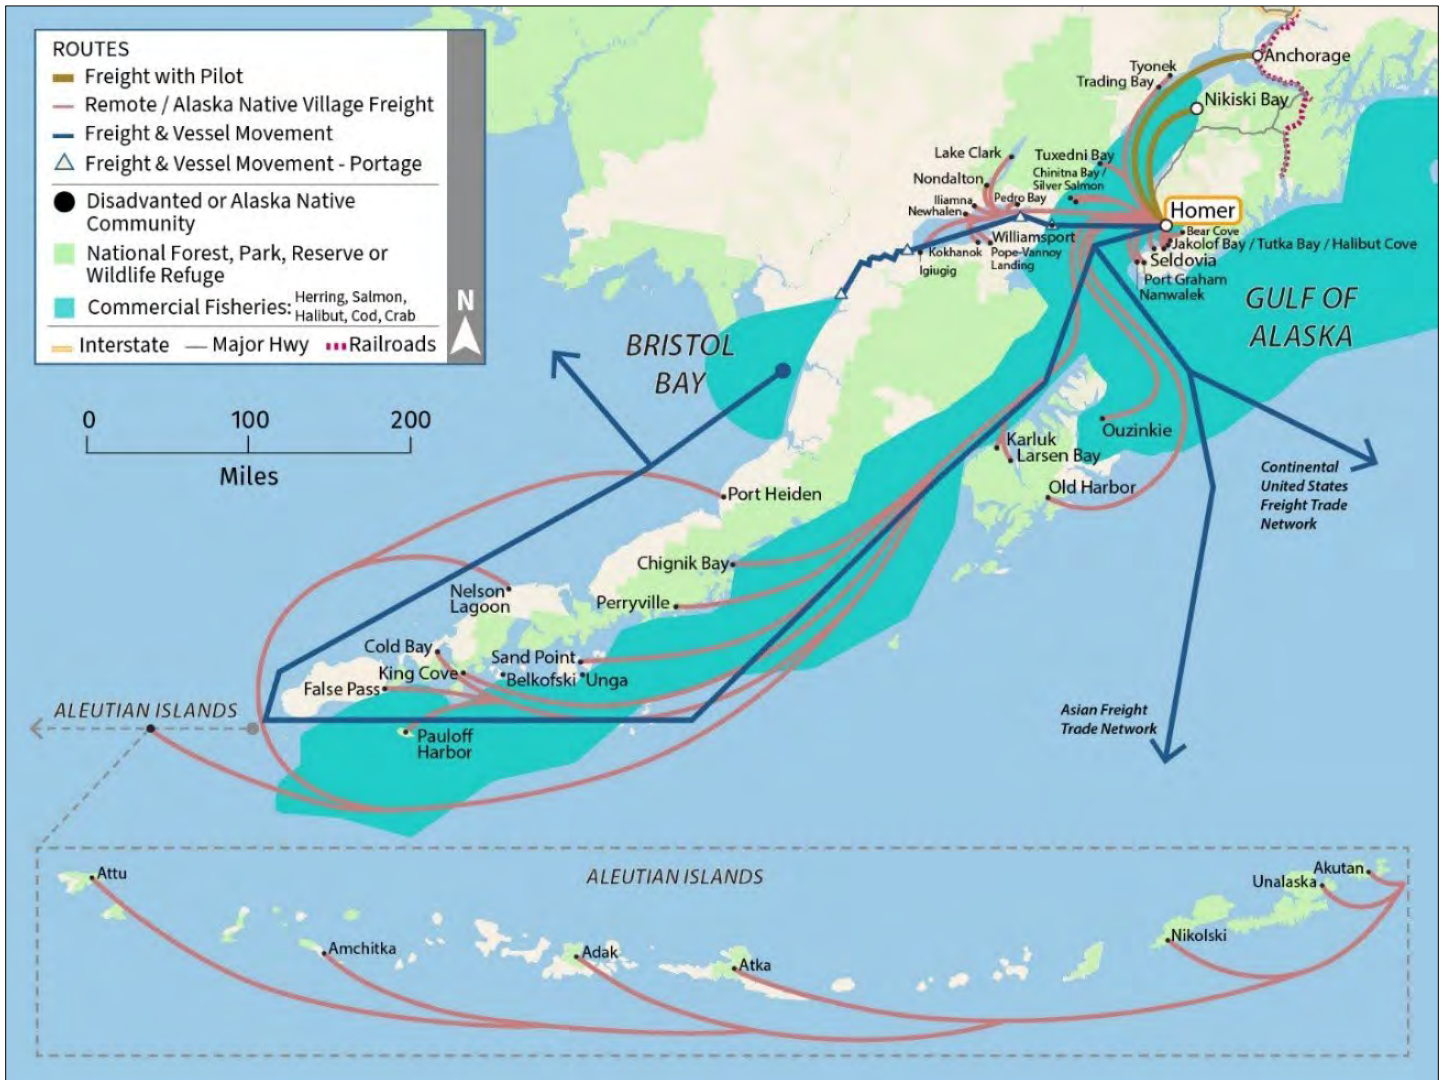 ROUTES
Freight with Pilot
Remote / Alaska Native Village Freight
Freight & Vessel Movement
Freight & Vessel Movement - Portage
Disadvanted or Alaska Native
Community
National Forest, Park, Reserve or
Wildlife Refuge
Commercial Fisheries: Herring, Salmon,
Halibut, Cod, Crab
Interstate
Major Hwy
Railroads
N
0 100 200
Miles
Anchorage
Tyonek
Trading Bay
Nikiski Bay
Lake Clark
Tuxedni Bay
Chinitna Bay /
Silver Salmon
Nondalton
Iliamna
Pedro Bay
Newhalen
Homer
Bear Cove
Jakolof Bay / Tutka Bay / Halibut Cove
Williamsport
Kokhanok
Pope-Vannoy
Landing
Igiugig
Seldovia
Port Graham
Nanwalek
GULF OF
ALASKA
BRISTOL
BAY
Ouzinkie
Karluk
Larsen Bay
Old Harbor
Continental
United States
Freight Trade
Network
Port Heiden
Chignik Bay
Nelson
Lagoon
Perryville
Cold Bay
Sand Point
King Cove
Belkofski
Unga
False Pass
ALEUTIAN ISLANDS
Pauloff
Harbor
Asian Freight
Trade Network
ALEUTIAN ISLANDS
Attu
Akutan
Unalaska
Amchitka
Adak
Atka
Nikolski